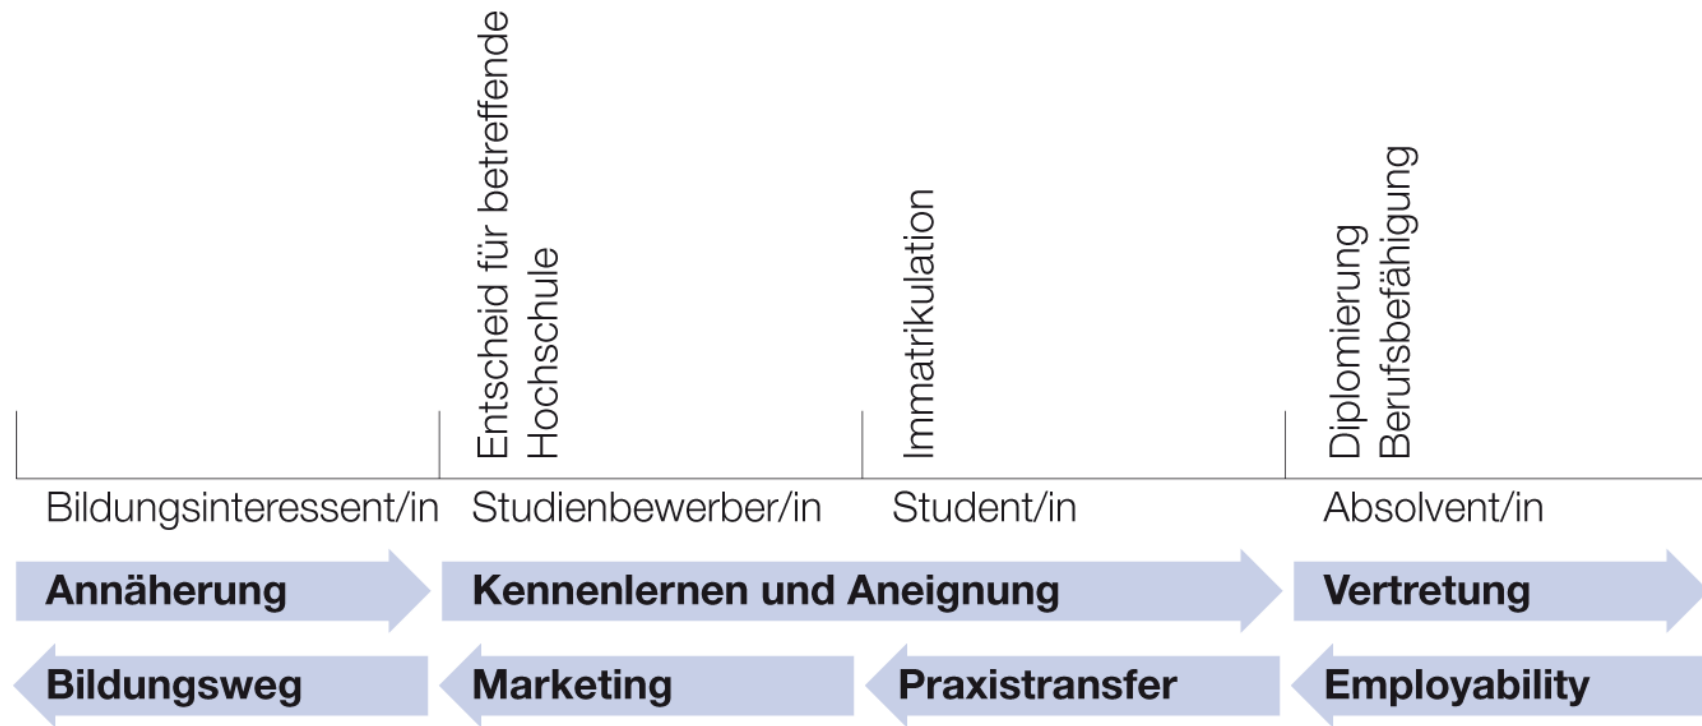 Entscheid für betreffende
Hochschule
Immatrikulation
Diplomierung
Berufsbefähigung
Bildungsinteressent/in
Studienbewerber/in
Student/in
Absolvent/in
Annäherung
Kennenlernen und Aneignung
Vertretung
Bildungsweg
Marketing
Praxistransfer
Employability